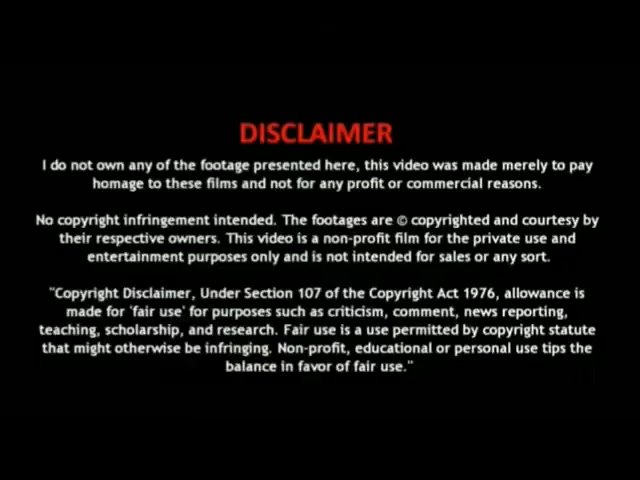 DISCLAIMER
I do not own any of the footage presented here, this video was made merely to pay
homage to these films and not for any profit or commercial reasons.
No copyright infringement intended. The footages are © copyrighted and courtesy by
their respective owners. This video is a non-profit film for the private use and
entertainment purposes only and is not intended for sales or any sort.
"Copyright Disclaimer, Under Section 107 of the Copyright Act 1976, allowance is
made for 'fair use' for purposes such as criticism, comment, news reporting,
teaching, scholarship, and research. Fair use is a use permitted by copyright statute
that might otherwise be infringing. Non-profit, educational or personal use tips the
balance in favor of fair use."